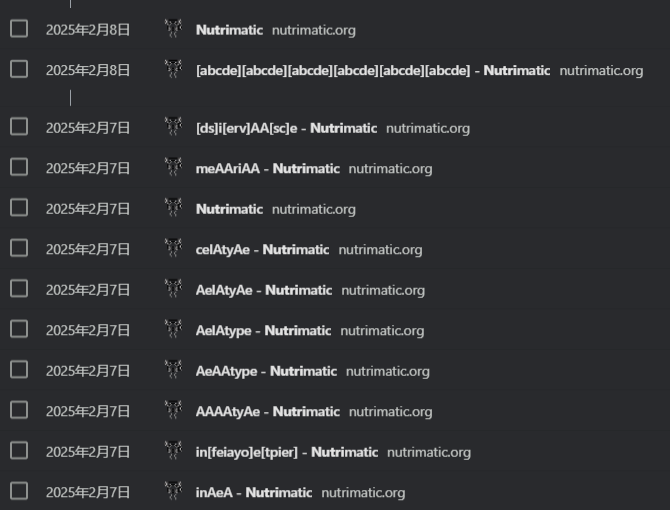 2025年2月8日 Nutrimatic nutrimatic.org
2025年2月8日 [abcde][abcde][abcde][abcde][abcde][abcde] - Nutrimatic nutrimatic.org
2025年2月7日 [ds]i[erv]AA[sc]e - Nutrimatic nutrimatic.org
2025年2月7日 meAAriAA - Nutrimatic nutrimatic.org
2025年2月7日 Nutrimatic nutrimatic.org
2025年2月7日 celAtyAe - Nutrimatic nutrimatic.org
2025年2月7日 AelAtyAe - Nutrimatic nutrimatic.org
2025年2月7日 AelAtype - Nutrimatic nutrimatic.org
2025年2月7日 AeAAtype - Nutrimatic nutrimatic.org
2025年2月7日 AAAAtyAe - Nutrimatic nutrimatic.org
2025年2月7日 in[feiayo]e[tpier] - Nutrimatic nutrimatic.org
2025年2月7日 inAeA - Nutrimatic nutrimatic.org